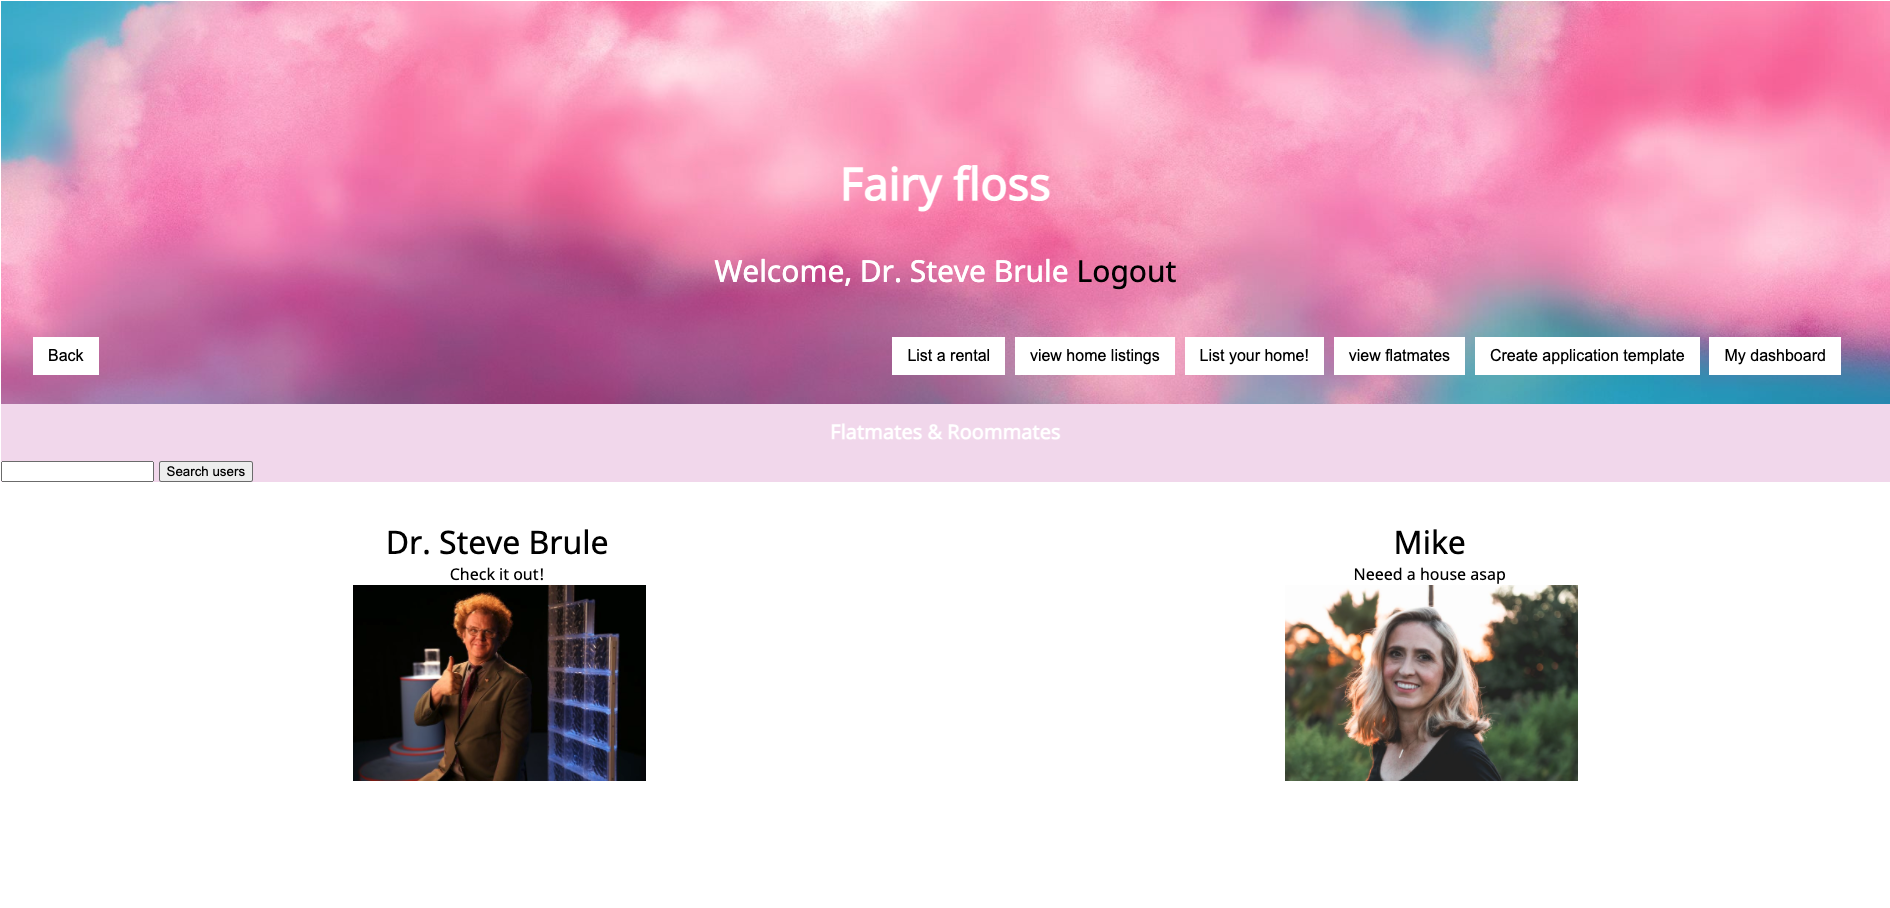 Fairy floss
Welcome, Dr. Steve Brule Logout
Back
List a rental
view home listings
List your home!
view flatmates
Create application template
My dashboard
Flatmates & Roommates
Search users
Dr. Steve Brule
Check it out!
Mike
Neeed a house asap